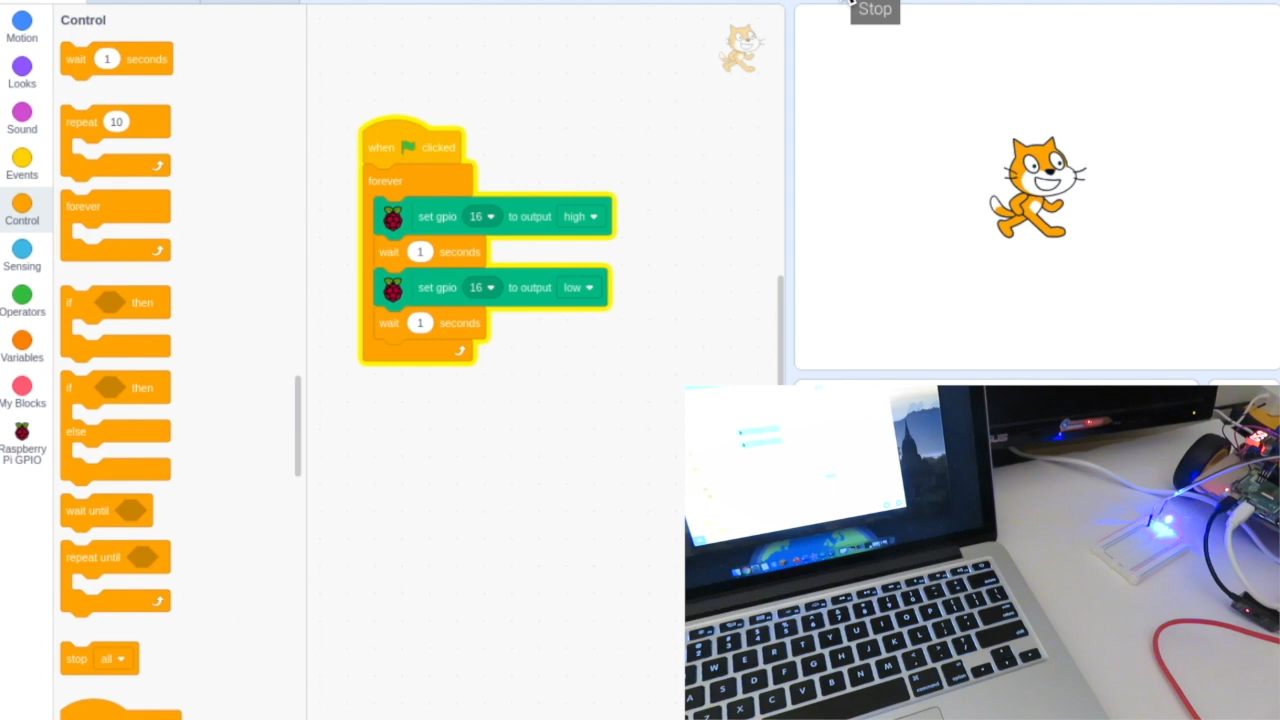 Stop
Control
Motion
Looks
Sound
Events
Control
Sensing
Operators
Variables
My Blocks
Raspberry
Pi GPIO
wait 1 seconds
repeat 10
forever
if then
if then
else
wait until
repeat until
stop all
when clicked
forever
set gpio 16 to output high
wait 1 seconds
set gpio 16 to output low
wait 1 seconds